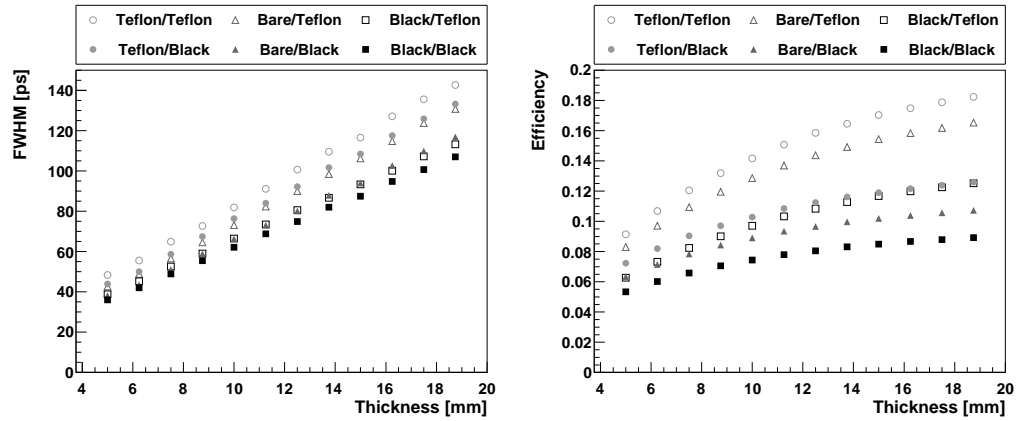 Teflon/Teflon Bare/Teflon Black/Teflon
Teflon/Black Bare/Black Black/Black
FWHM [ps]
140
120
100
80
60
40
20
0
4 6 8 10 12 14 16 18 20
Thickness [mm]
Teflon/Teflon Bare/Teflon Black/Teflon
Teflon/Black Bare/Black Black/Black
Efficiency
0.2
0.18
0.16
0.14
0.12
0.1
0.08
0.06
0.04
0.02
0
4 6 8 10 12 14 16 18 20
Thickness [mm]